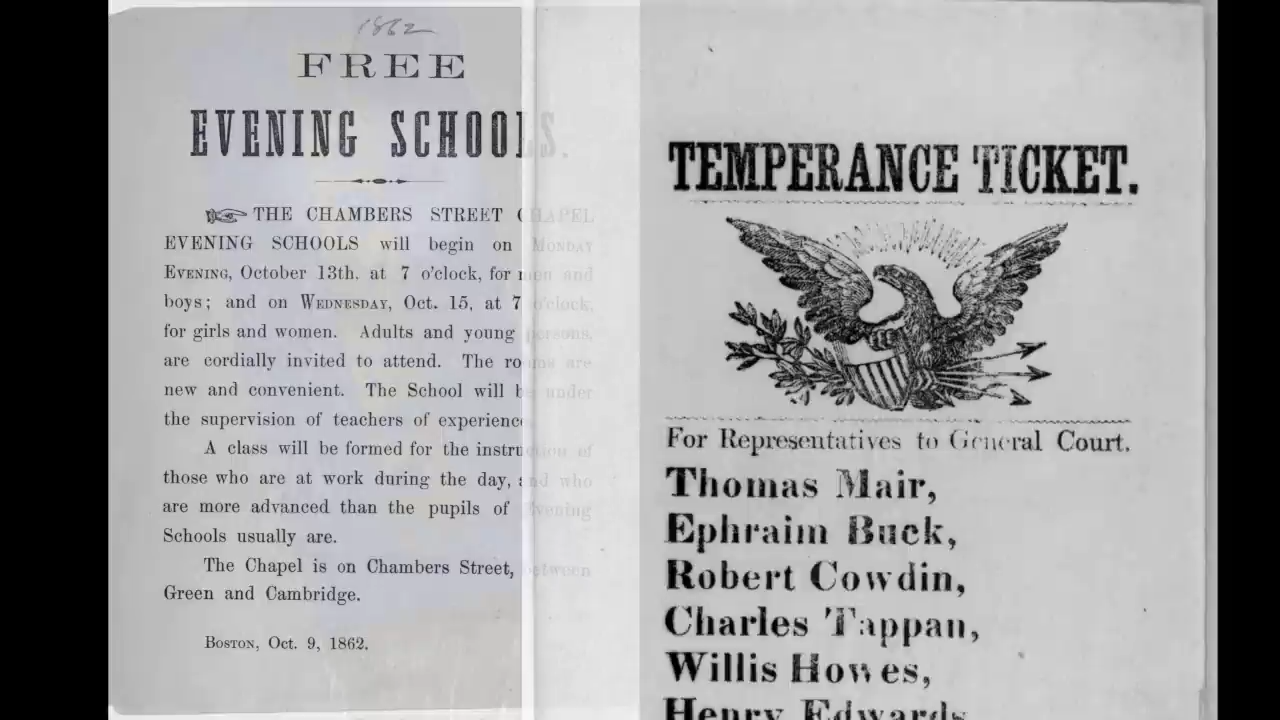 1862
FREE
EVENING SCHOOLS.
THE CHAMBERS STREET CHAPEL
EVENING SCHOOLS will begin on MONDAY
EVENING, October 13th. at 7 o'clock, for men and
boys; and on WEDNESDAY, Oct. 15, at 7 o'clock,
for girls and women. Adults and young persons,
are cordially invited to attend. The rooms are
new and convenient. The School will be under
the supervision of teachers of experience
A class will be formed for the instruction of
those who are at work during the day, and who
are more advanced than the pupils of Evening
Schools usually are.
The Chapel is on Chambers Street, between
Green and Cambridge.
BOSTON, Oct. 9, 1862.
TEMPERANCE TICKET.
For Representatives to General Court.
Thomas Mair,
Ephraim Buck,
Robert Cowdin,
Charles Tappan,
Willis Howes,
Henry Edwards